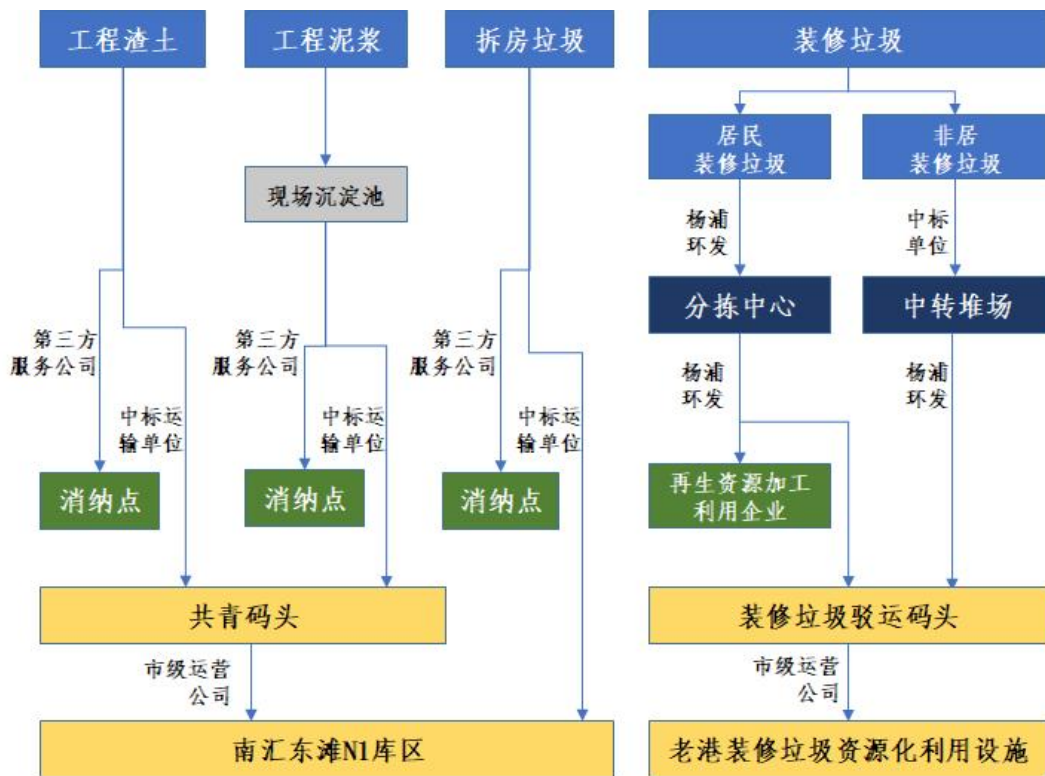 工程渣土
工程泥浆
拆房垃圾
装修垃圾
居民
装修垃圾
非居
装修垃圾
现场沉淀池
杨浦
环发
中标
单位
分拣中心
中转堆场
第三方
服务公司
第三方
服务公司
第三方
服务公司
杨浦
环发
杨浦
环发
中标运
输单位
中标运
输单位
中标运
输单位
消纳点
消纳点
消纳点
再生资源加工
利用企业
共青码头
装修垃圾驳运码头
市级运营
公司
市级运营
公司
南汇东滩N1库区
老港装修垃圾资源化利用设施